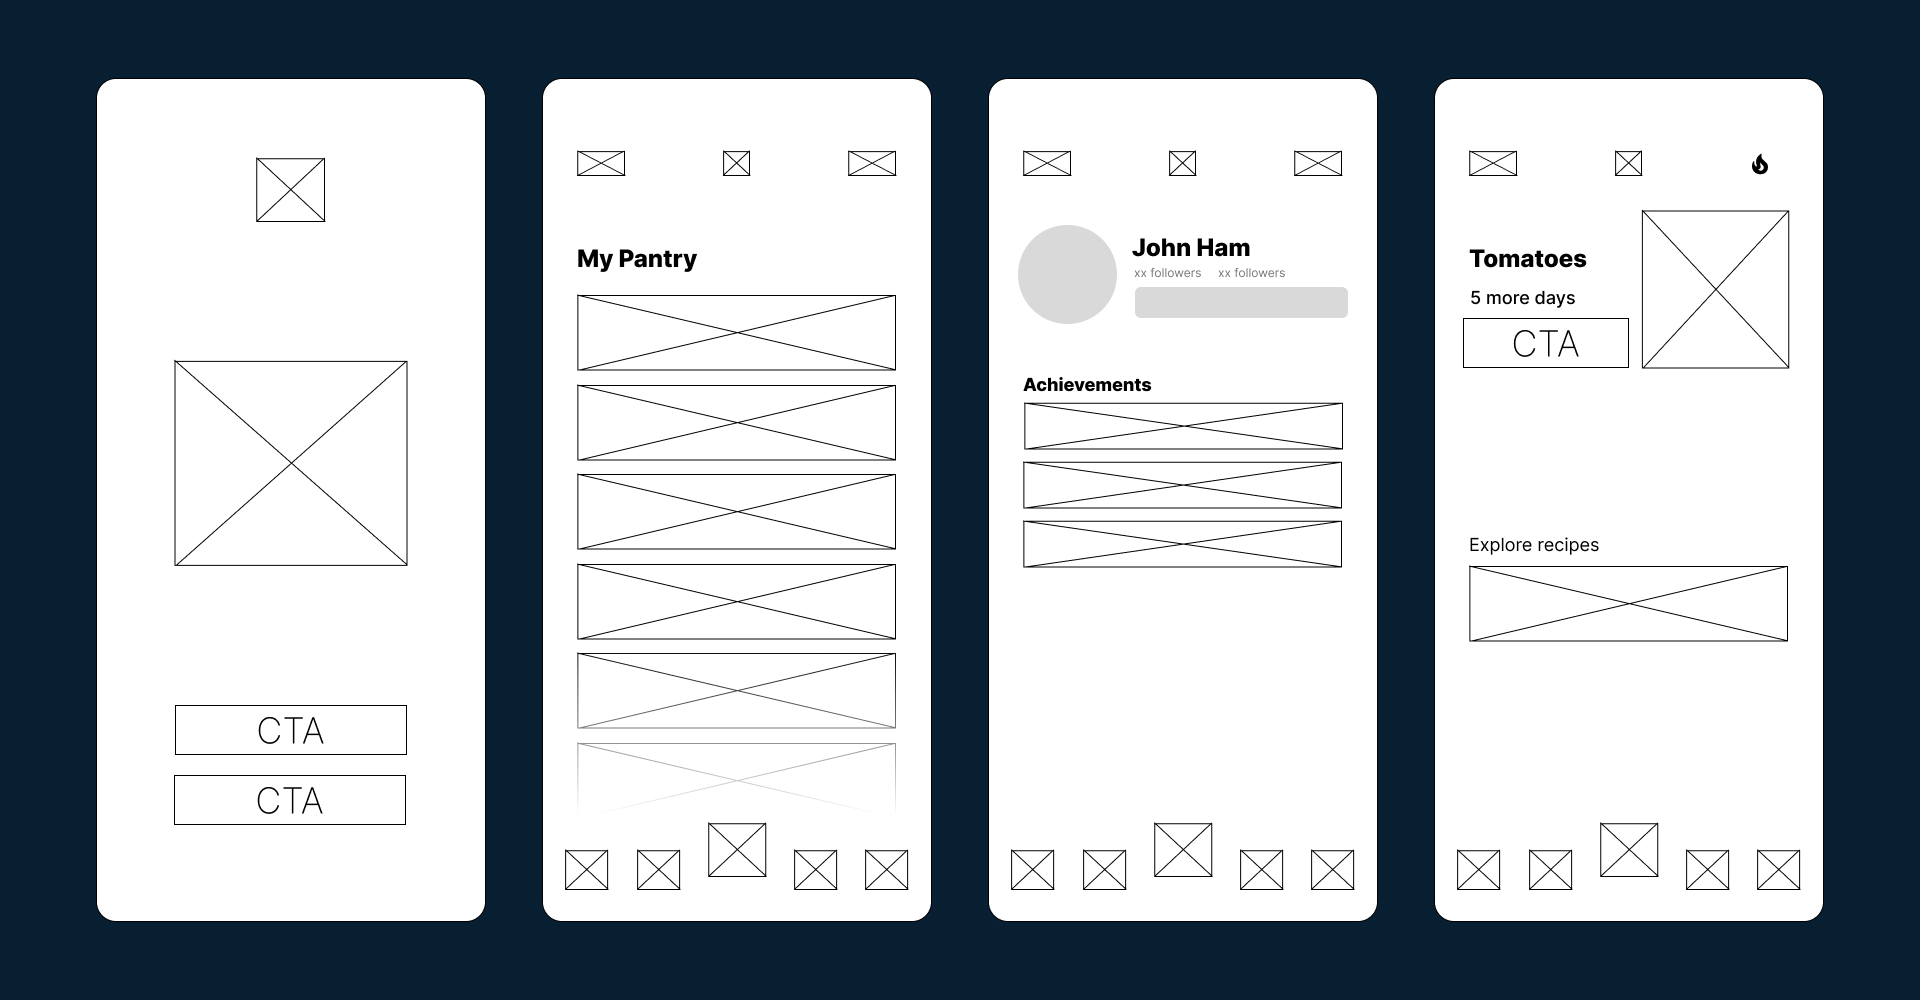 CTA
CTA
My Pantry
John Ham
xx followers xx followers
Achievements
Tomatoes
5 more days
CTA
Explore recipes